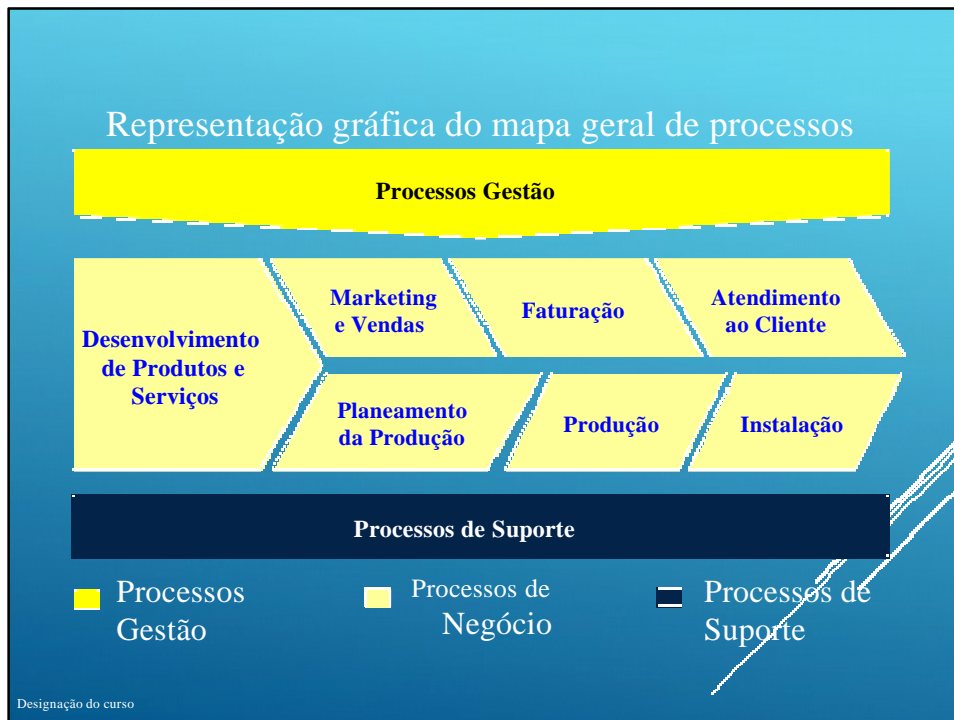 Representação gráfica do mapa geral de processos
Processos Gestão
Desenvolvimento
de Produtos e
Serviços
Marketing
e Vendas
Faturação
Atendimento
ao Cliente
Planeamento
da Produção
Produção
Instalação
Processos de Suporte
Processos
Gestão
Processos de
Negócio
Processos de
Suporte
Designação do curso